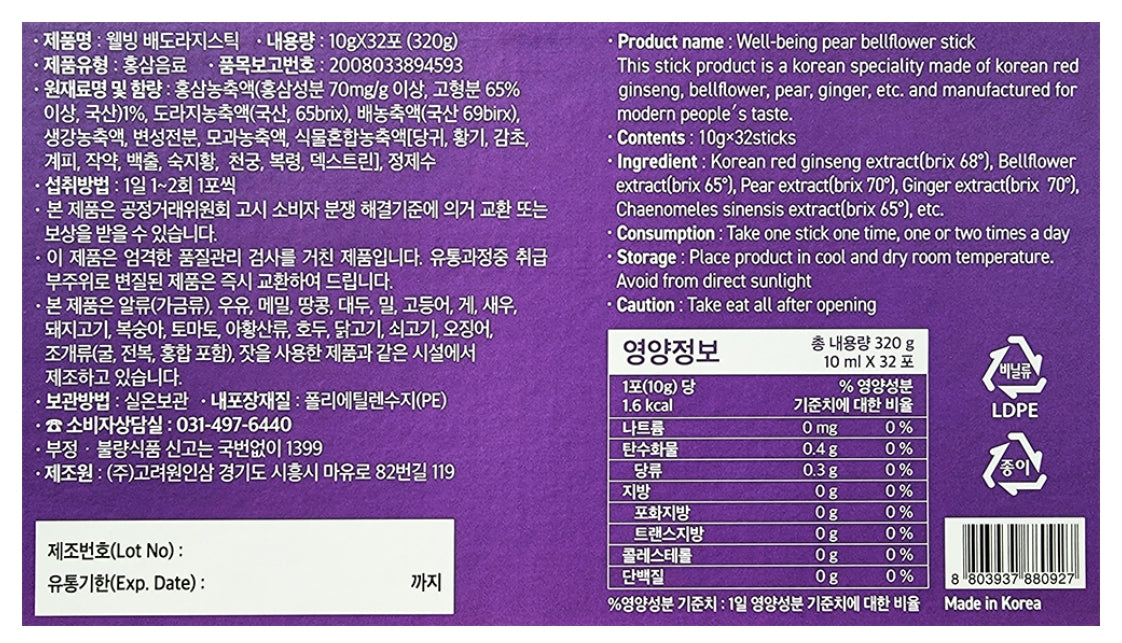 · 제품명 : 웰빙 배도라지스틱 · 내용량 : 10gX32포 (320g)
· 제품유형 : 홍삼음료 · 품목보고번호 : 2008033894593
· 원재료명 및 함량 : 홍삼농축액(홍삼성분 70mg/g 이상, 고형분 65%
이상, 국산)1%, 도라지농축액(국산, 65brix), 배농축액(국산 69birx),
생강농축액, 변성전분, 모과농축액, 식물혼합농축액[당귀, 황기, 감초,
계피, 작약, 백출, 숙지황, 천궁, 복령, 덱스트린], 정제수
· 섭취방법 : 1일 1~2회 1포씩
· 본 제품은 공정거래위원회 고시 소비자 분쟁 해결기준에 의거 교환 또는
보상을 받을 수 있습니다.
· 이 제품은 엄격한 품질관리 검사를 거친 제품입니다. 유통과정중 취급
부주위로 변질된 제품은 즉시 교환하여 드립니다.
· 본 제품은 알류(가금류), 우유, 메밀, 땅콩, 대두, 밀, 고등어, 게, 새우,
돼지고기, 복숭아, 토마토, 아황산류, 호두, 닭고기, 쇠고기, 오징어,
조개류(굴, 전복, 홍합 포함), 잣을 사용한 제품과 같은 시설에서
제조하고 있습니다.
· 보관방법 : 실온보관 · 내포장재질 : 폴리에틸렌수지(PE)
· ☎ 소비자상담실 : 031-497-6440
· 부정 · 불량식품 신고는 국번없이 1399
· 제조원 : (주)고려원인삼 경기도 시흥시 마유로 82번길 119
제조번호(Lot No) :
유통기한(Exp. Date) : 까지
· Product name : Well-being pear bellflower stick
This stick product is a korean speciality made of korean red
ginseng, bellflower, pear, ginger, etc. and manufactured for
modern people´s taste.
· Contents : 10g×32sticks
· Ingredient : Korean red ginseng extract(brix 68°), Bellflower
extract(brix 65°), Pear extract(brix 70°), Ginger extract(brix 70°),
Chaenomeles sinensis extract(brix 65°), etc.
· Consumption : Take one stick one time, one or two times a day
· Storage : Place product in cool and dry room temperature.
Avoid from direct sunlight
· Caution : Take eat all after opening
영양정보 총 내용량 320 g
10 ml X 32 포
1포(10g) 당 % 영양성분
1.6 kcal 기준치에 대한 비율
나트륨 0 mg 0 %
탄수화물 0.4 g 0 %
당류 0.3 g 0 %
지방 0 g 0 %
포화지방 0 g 0 %
트랜스지방 0 g 0 %
콜레스테롤 0 g 0 %
단백질 0 g 0 %
%영양성분 기준치 : 1일 영양성분 기준치에 대한 비율
비닐류
LDPE
종이
8 803937 880927
Made in Korea